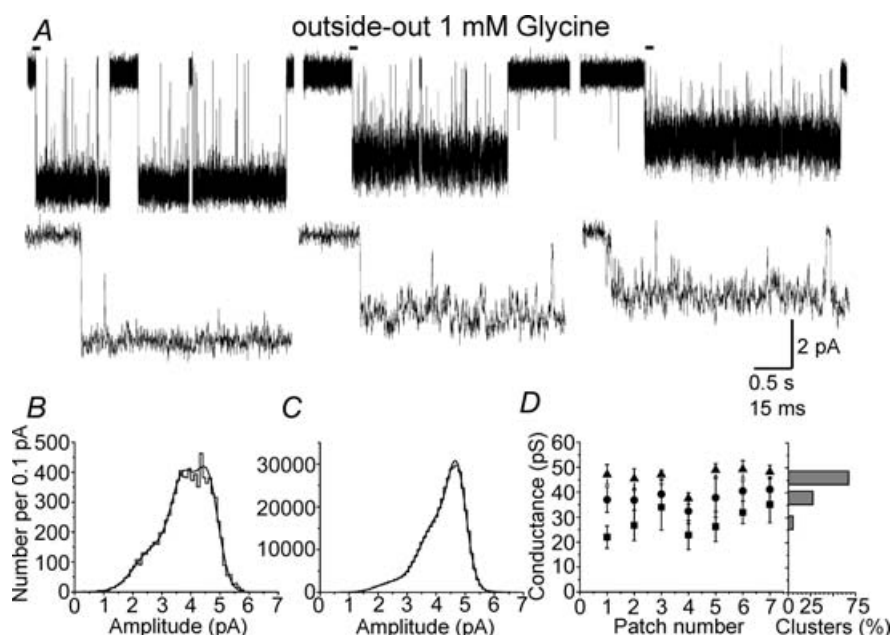 A
outside-out 1 mM Glycine
2 pA
0.5 s
15 ms
B
C
D
Number per 0.1 pA
500
400
300
200
100
0
0 1 2 3 4 5 6 7
Amplitude (pA)
30000
20000
10000
0
0 1 2 3 4 5 6 7
Amplitude (pA)
Conductance (pS)
60
50
40
30
20
10
0
1 2 3 4 5 6 7
Patch number
0 25 75
Clusters (%)